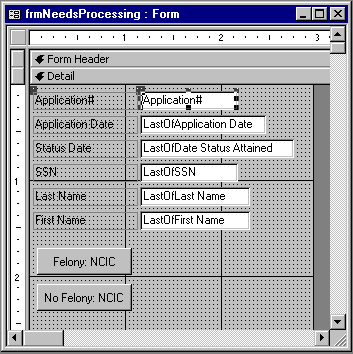 frmNeedsProcessing : Form
1 2 3
Form Header
Detail
Application# Application#
Application Date LastOfApplication Date
Status Date LastOfDate Status Attained
SSN LastOfSSN
1
Last Name LastOfLast Name
First Name LastOfFirst Name
Felony: NCIC
2
No Felony: NCIC